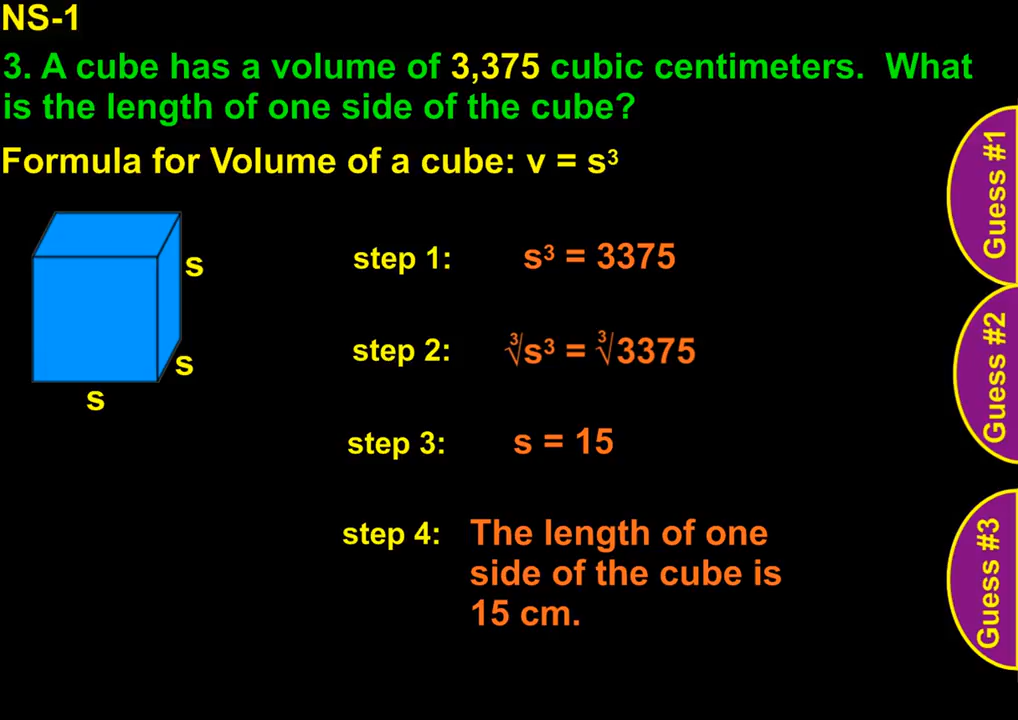 NS-1
3. A cube has a volume of 3,375 cubic centimeters.  What
is the length of one side of the cube?
Formula for Volume of a cube: v = s³
s
s
s
step 1: s³ = 3375
step 2: ∛s³ = ∛3375
step 3: s = 15
step 4: The length of one
side of the cube is
15 cm.
Guess #1
Guess #2
Guess #3